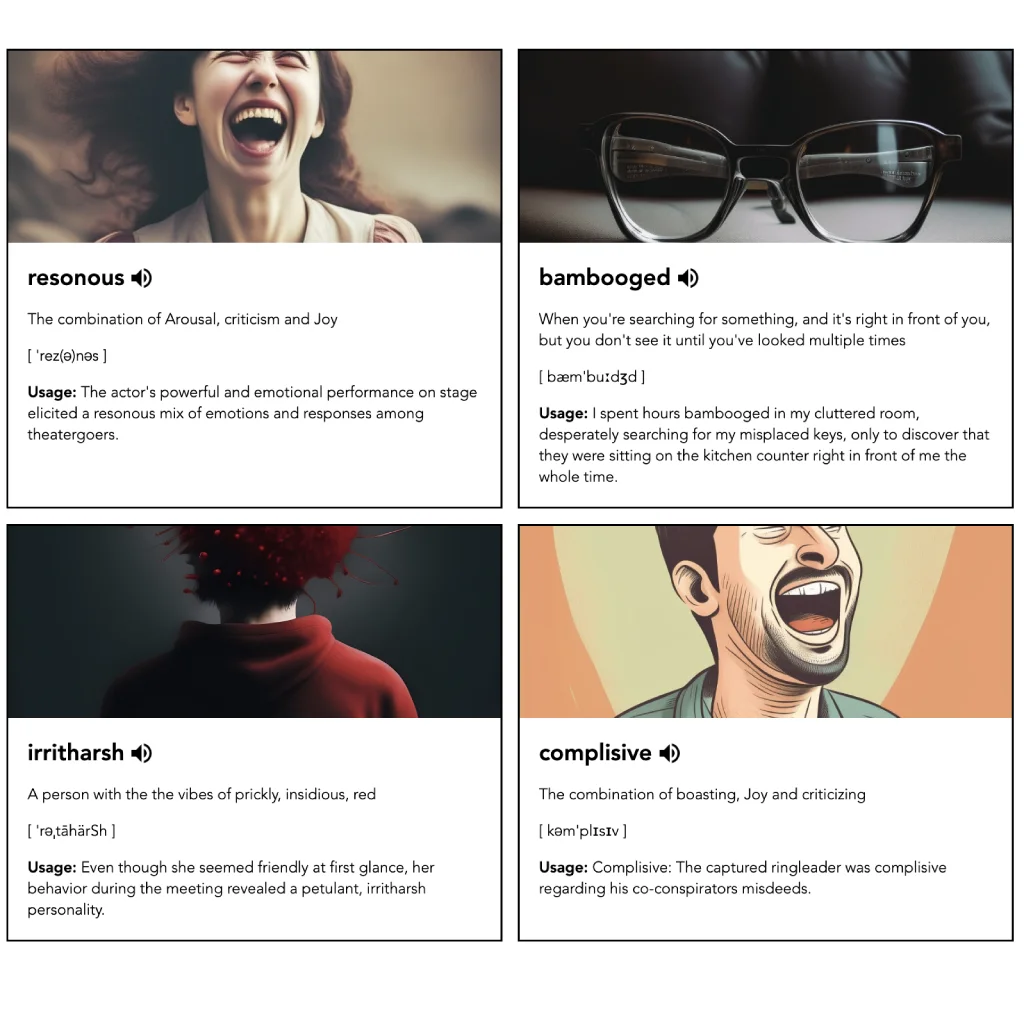 resonous
The combination of Arousal, criticism and Joy
[ ˈrez(ə)nəs ]
Usage: The actor's powerful and emotional performance on stage
elicited a resonous mix of emotions and responses among
theatergoers.
bambooged
When you're searching for something, and it's right in front of you,
but you don't see it until you've looked multiple times
[ bæmˈbuːdʒd ]
Usage: I spent hours bambooged in my cluttered room,
desperately searching for my misplaced keys, only to discover that
they were sitting on the kitchen counter right in front of me the
whole time.
irritharsh
A person with the the vibes of prickly, insidious, red
[ ˈrəˌtāhärSh ]
Usage: Even though she seemed friendly at first glance, her
behavior during the meeting revealed a petulant, irritharsh
personality.
complisive
The combination of boasting, Joy and criticizing
[ kəmˈplɪsɪv ]
Usage: Complisive: The captured ringleader was complisive
regarding his co-conspirators misdeeds.